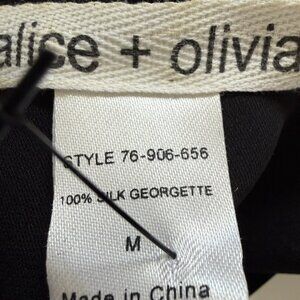 alice + olivia
STYLE 76-906-656
100% SILK GEORGETTE
M
Made in China